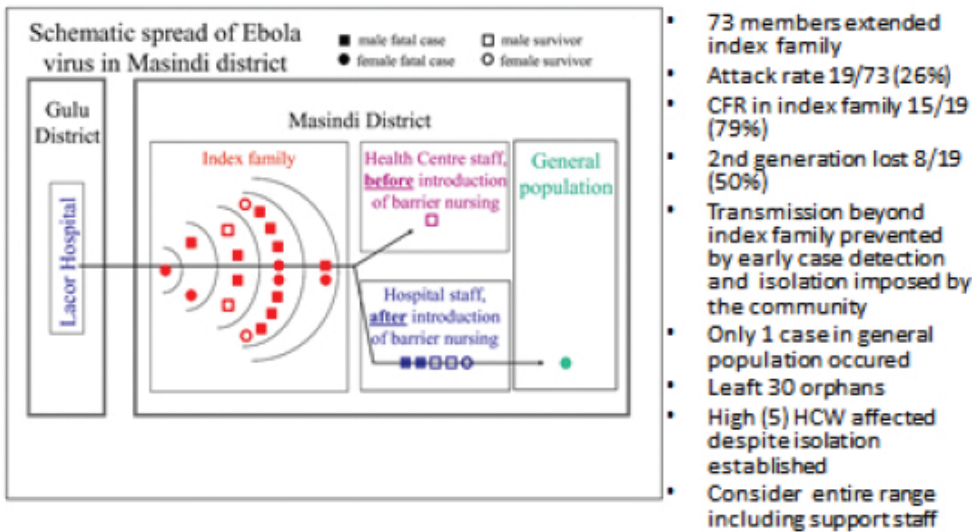 Schematic spread of Ebola
virus in Masindi district
male fatal case
male survivor
female fatal case
female survivor
Gulu
District
Lacor Hospital
Masindi District
Index family
Health Centre staff,
before introduction
of barrier nursing
General
population
Hospital staff,
after introduction
of barrier nursing
• 73 members extended
index family
• Attack rate 19/73 (26%)
• CFR in index family 15/19
(79%)
• 2nd generation lost 8/19
(50%)
• Transmission beyond
index family prevented
by early case detection
and isolation imposed by
the community
• Only 1 case in general
population occured
• Leaft 30 orphans
• High (5) HCW affected
despite isolation
established
• Consider entire range
including support staff